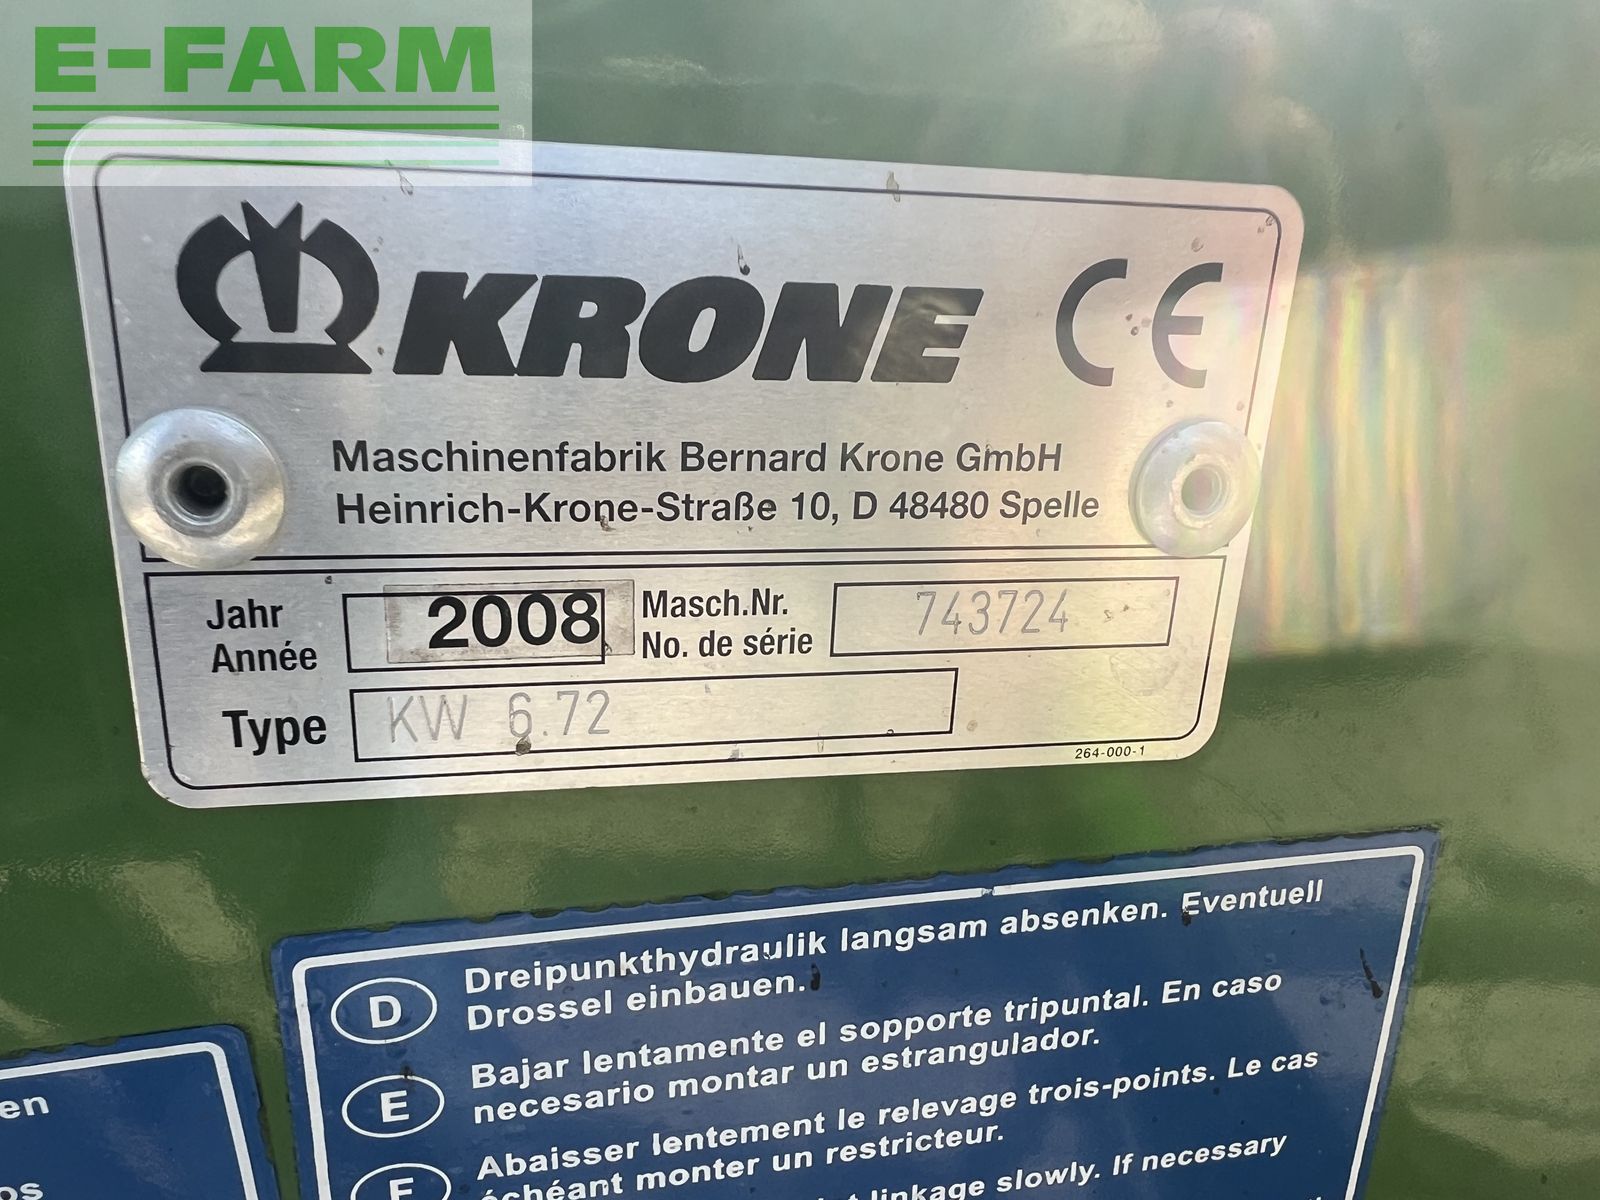 E-FARM
KRONE CE
Maschinenfabrik Bernard Krone GmbH
Heinrich-Krone-Straße 10, D 48480 Spelle
Jahr
Année
2008
Masch.Nr.
No. de série
743724
Type
KW 6.72
264-000-1
D
Dreipunkthydraulik langsam absenken. Eventuell
Drossel einbauen.
E
Bajar lentamente el sopporte tripuntal. En caso
necesario montar un estrangulador.
F
Abaisser lentement le relevage trois-points. Le cas
échéant monter un restricteur.
linkage slowly. If necessary
en
os